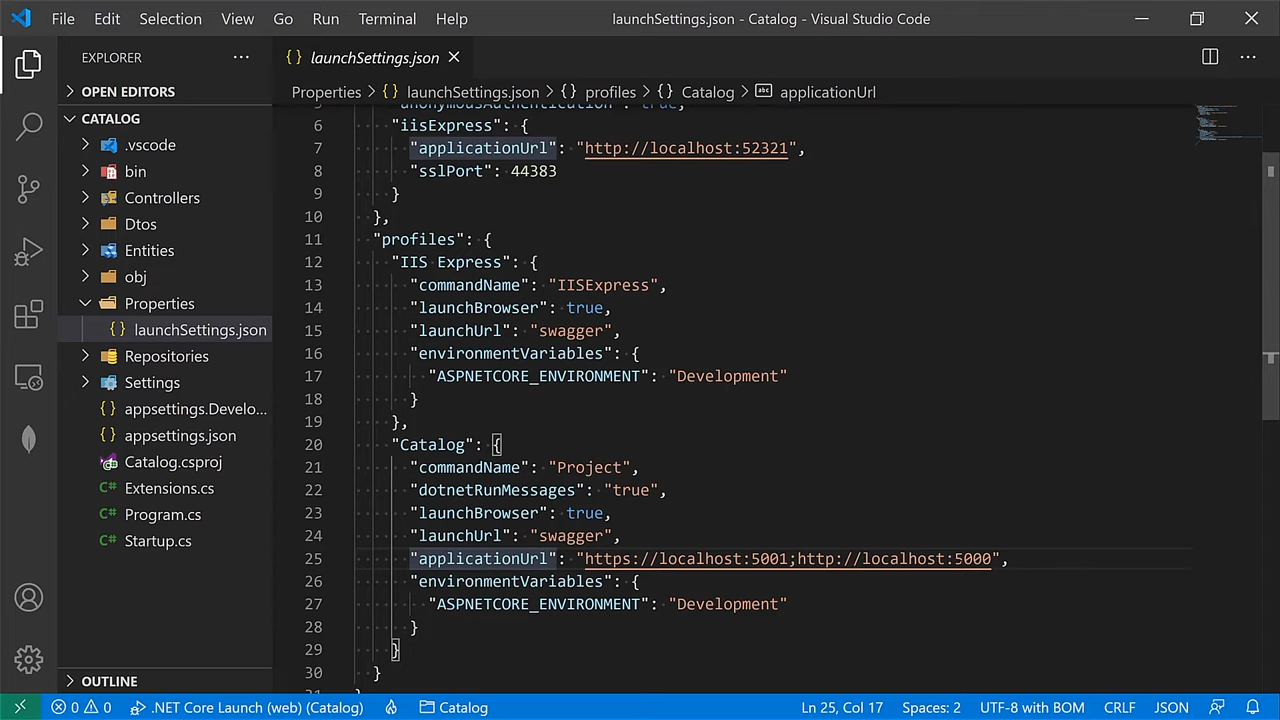 File Edit Selection View Go Run Terminal Help launchSettings.json - Catalog - Visual Studio Code
EXPLORER
OPEN EDITORS
CATALOG
.vscode
bin
Controllers
Dtos
Entities
obj
Properties
launchSettings.json
Repositories
Settings
appsettings.Develo...
appsettings.json
Catalog.csproj
Extensions.cs
Program.cs
Startup.cs
OUTLINE
{} launchSettings.json
Properties > {} launchSettings.json > {} profiles > {} Catalog > abc applicationUrl
5 "anonymousAuthentication": true,
6 "iisExpress": {
7 "applicationUrl": "http://localhost:52321",
8 "sslPort": 44383
9 }
10 },
11 "profiles": {
12 "IIS Express": {
13 "commandName": "IISExpress",
14 "launchBrowser": true,
15 "launchUrl": "swagger",
16 "environmentVariables": {
17 "ASPNETCORE_ENVIRONMENT": "Development"
18 }
19 },
20 "Catalog": {
21 "commandName": "Project",
22 "dotnetRunMessages": "true",
23 "launchBrowser": true,
24 "launchUrl": "swagger",
25 "applicationUrl": "https://localhost:5001;http://localhost:5000",
26 "environmentVariables": {
27 "ASPNETCORE_ENVIRONMENT": "Development"
28 }
29 }
30 }
31 }
0 0 .NET Core Launch (web) (Catalog) Catalog Ln 25, Col 17 Spaces: 2 UTF-8 with BOM CRLF JSON